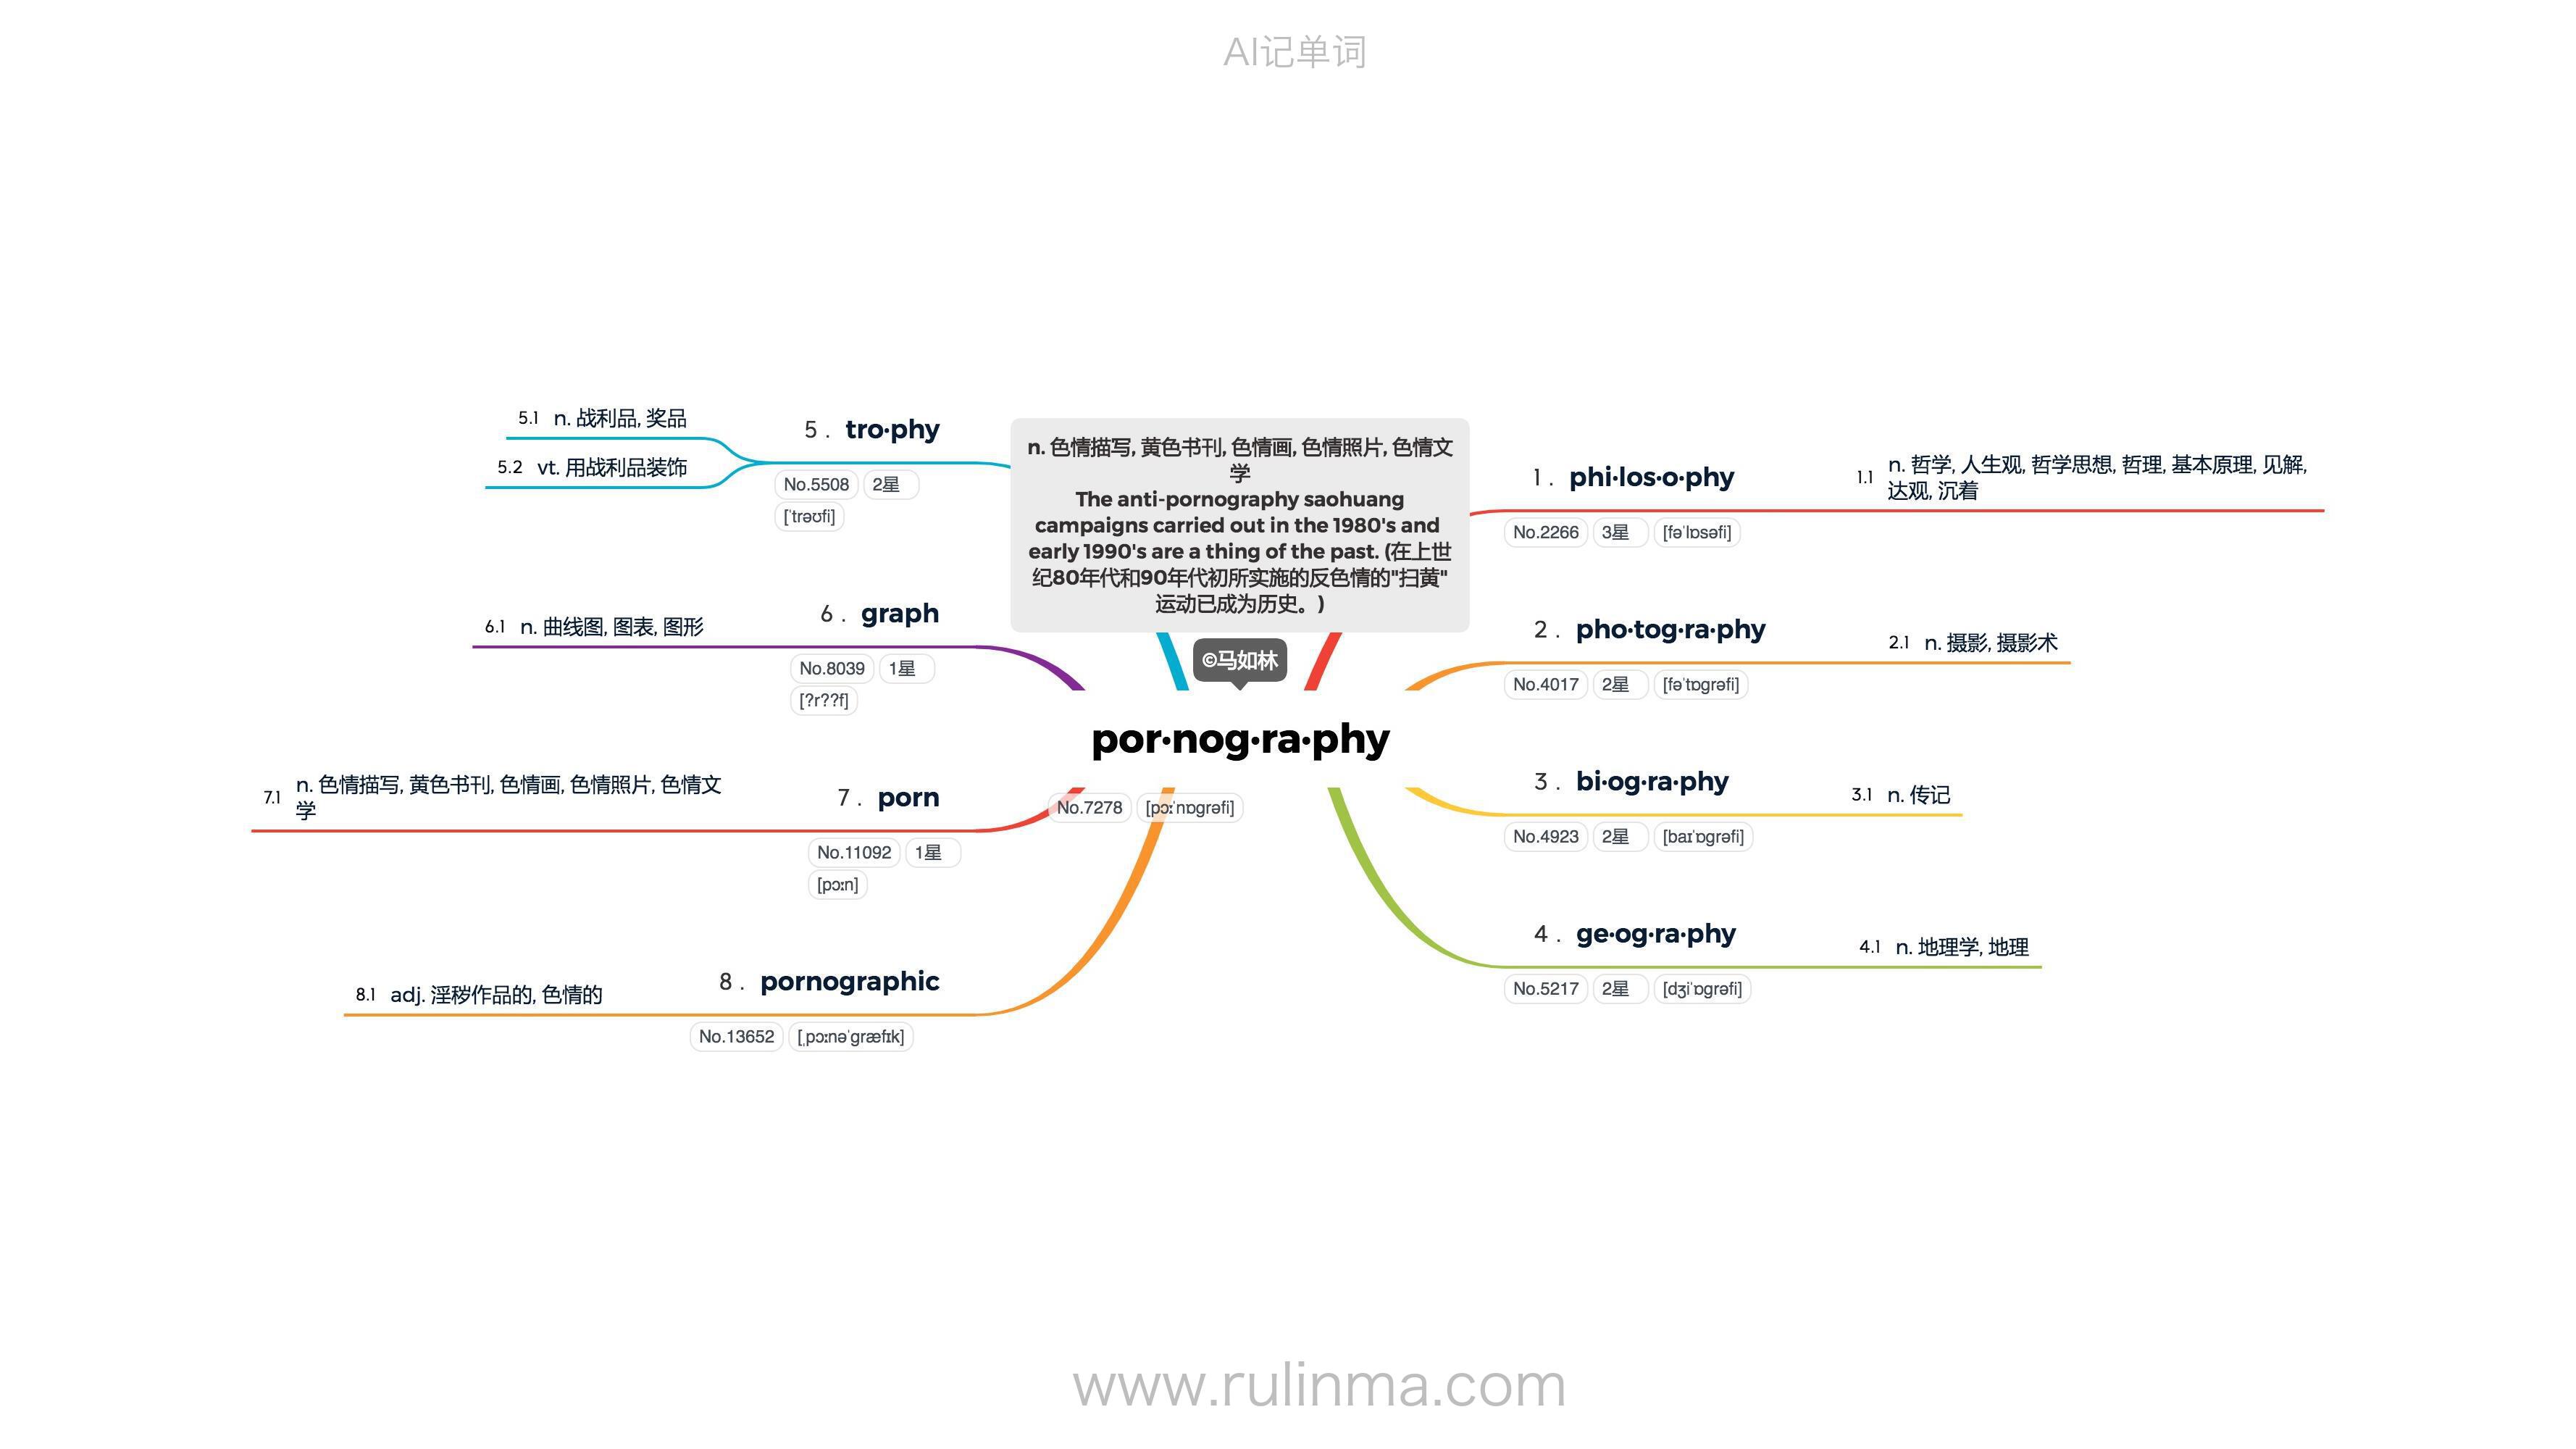 AI记单词
n. 色情描写, 黄色书刊, 色情画, 色情照片, 色情文
学
The anti-pornography saohuang
campaigns carried out in the 1980's and
early 1990's are a thing of the past. (在上世
纪80年代和90年代初所实施的反色情的"扫黄"
运动已成为历史。)
©马如林
por·nog·ra·phy
No.7278 [pɔːˈnɒgrəfi]
1 . phi·los·o·phy
No.2266 3星 [fəˈlɒsəfi]
1.1 n. 哲学, 人生观, 哲学思想, 哲理, 基本原理, 见解,
达观, 沉着
2 . pho·tog·ra·phy
No.4017 2星 [fəˈtɒgrəfi]
2.1 n. 摄影, 摄影术
3 . bi·og·ra·phy
No.4923 2星 [baɪˈɒgrəfi]
3.1 n. 传记
4 . ge·og·ra·phy
No.5217 2星 [dʒiˈɒgrəfi]
4.1 n. 地理学, 地理
5 . tro·phy
No.5508 2星
[ˈtrəʊfi]
5.1 n. 战利品, 奖品
5.2 vt. 用战利品装饰
6 . graph
No.8039 1星
[?r??f]
6.1 n. 曲线图, 图表, 图形
7 . porn
No.11092 1星
[pɔːn]
7.1 n. 色情描写, 黄色书刊, 色情画, 色情照片, 色情文
学
8 . pornographic
No.13652 [ˌpɔːnəˈgræfɪk]
8.1 adj. 淫秽作品的, 色情的
www.rulinma.com